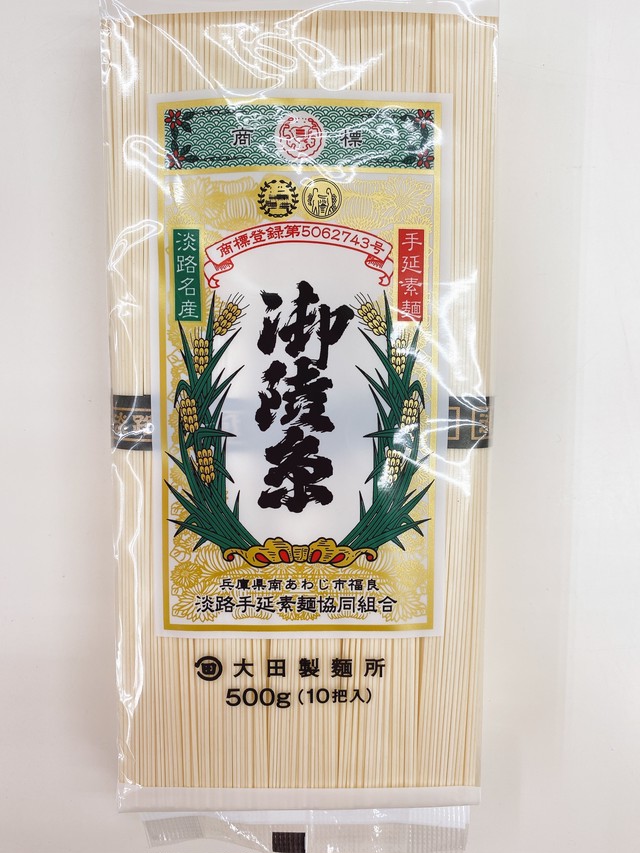 商 標
商標登録第5062743号
淡路名産
手延素麺
御陵糸
兵庫県南あわじ市福良
淡路手延素麺協同組合
大田製麺所
500g(10把入)